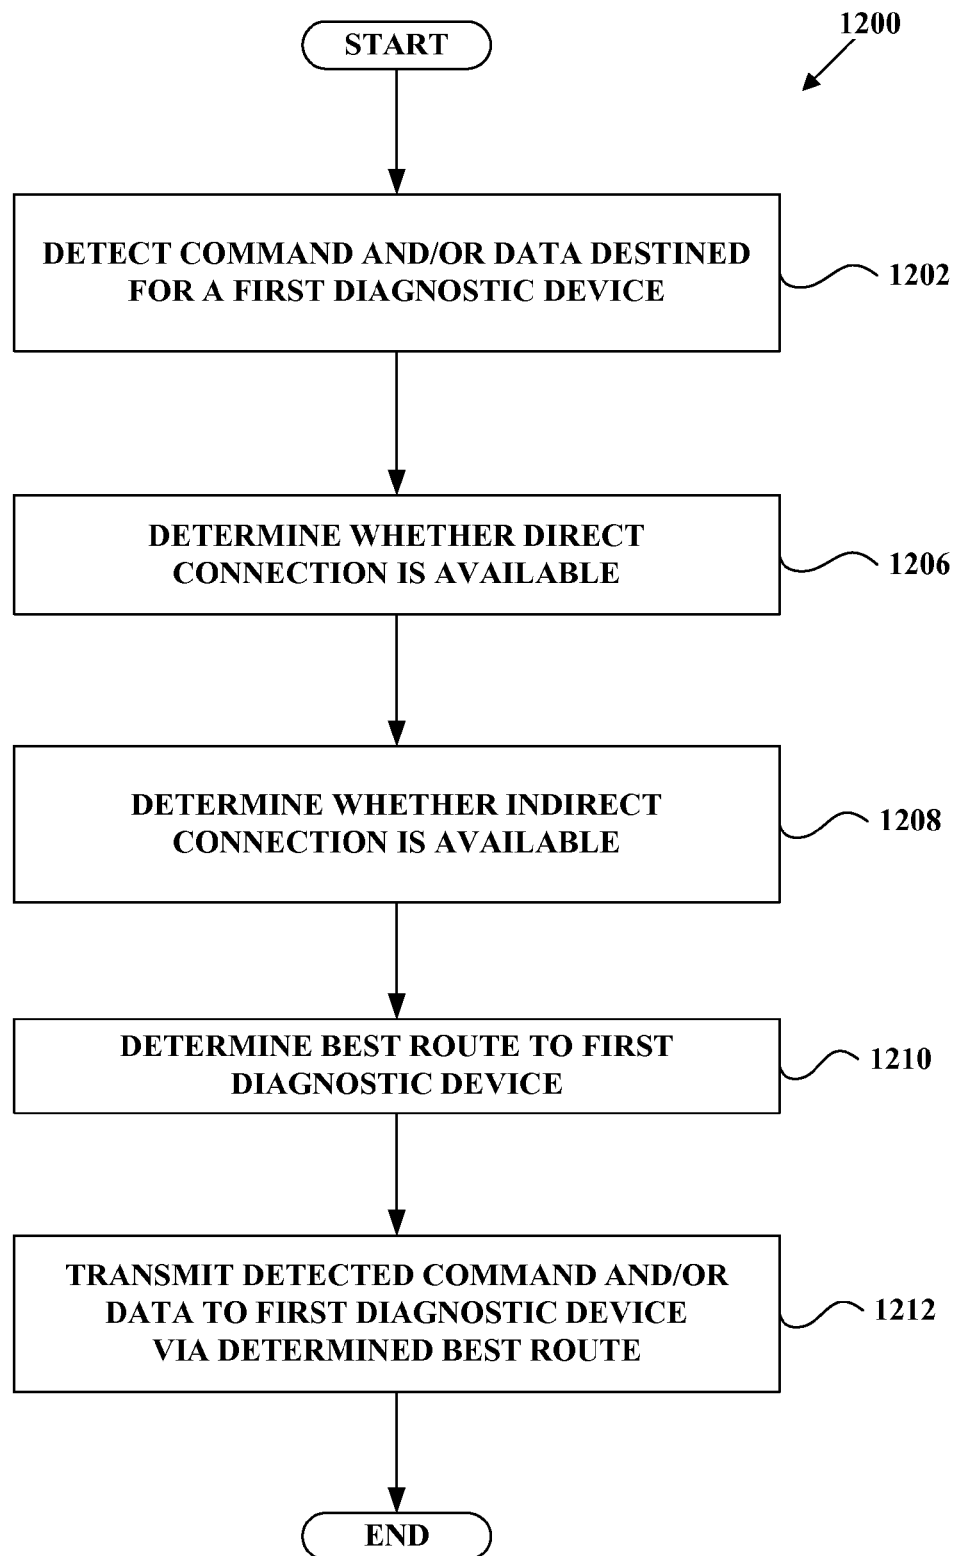 1200
START
DETECT COMMAND AND/OR DATA DESTINED
FOR A FIRST DIAGNOSTIC DEVICE
1202
DETERMINE WHETHER DIRECT
CONNECTION IS AVAILABLE
1206
DETERMINE WHETHER INDIRECT
CONNECTION IS AVAILABLE
1208
DETERMINE BEST ROUTE TO FIRST
DIAGNOSTIC DEVICE
1210
TRANSMIT DETECTED COMMAND AND/OR
DATA TO FIRST DIAGNOSTIC DEVICE
VIA DETERMINED BEST ROUTE
1212
END